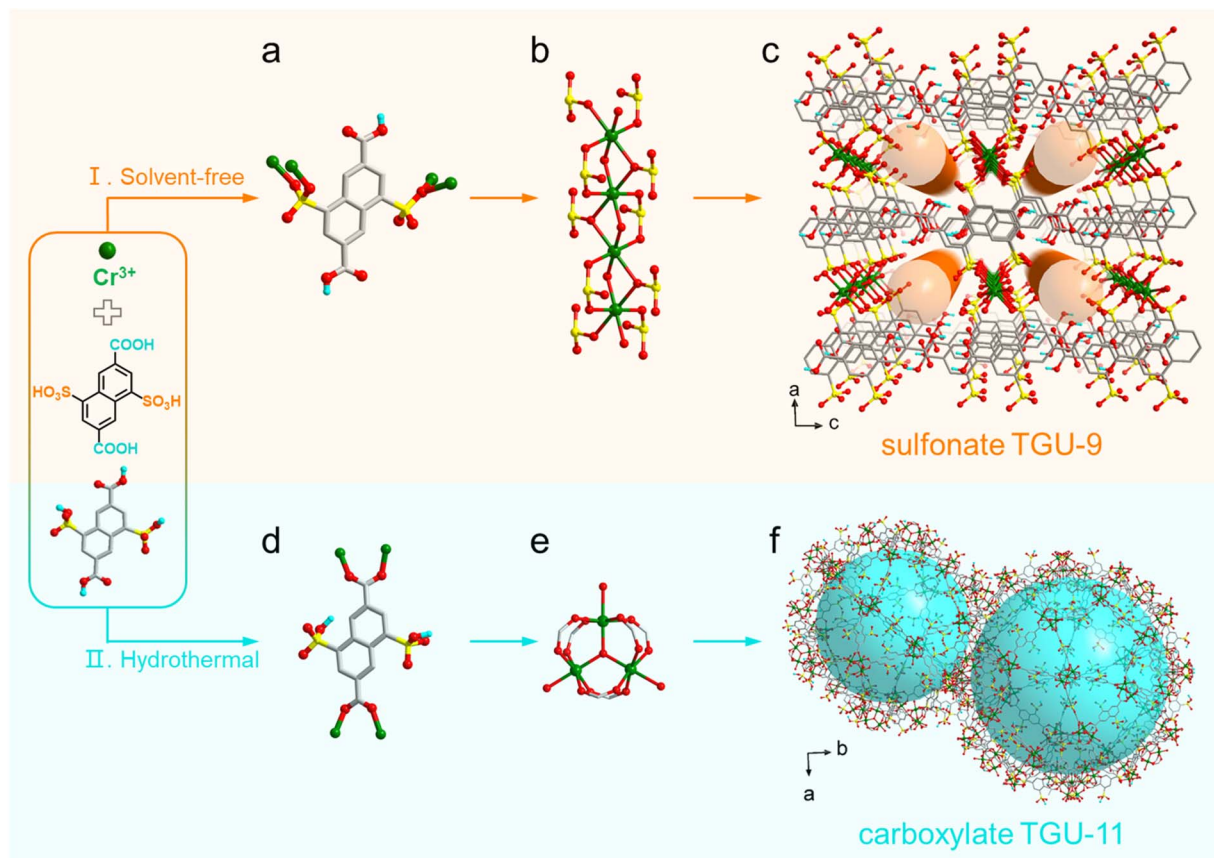 a
b
c
Ⅰ. Solvent-free
Cr³⁺
COOH
HO₃S
SO₃H
COOH
a
c
sulfonate TGU-9
d
e
f
Ⅱ. Hydrothermal
b
a
carboxylate TGU-11